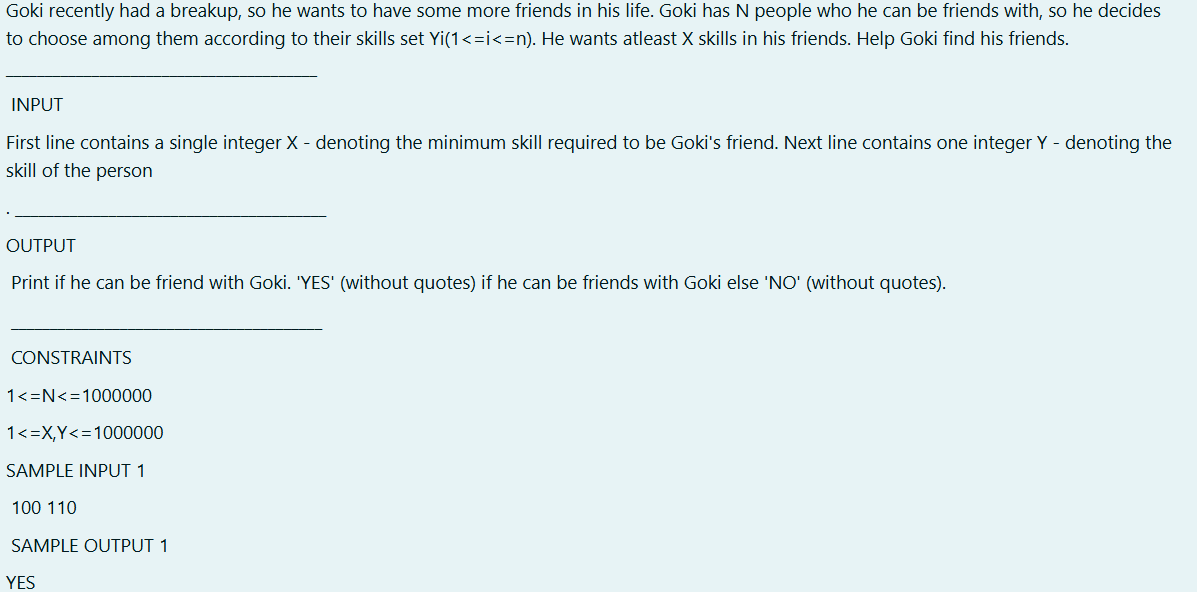 Goki recently had a breakup, so he wants to have some more friends in his life. Goki has N people who he can be friends with, so he decides
to choose among them according to their skills set Yi(1<=i<=n). He wants atleast X skills in his friends. Help Goki find his friends.
________________________________________
INPUT
First line contains a single integer X - denoting the minimum skill required to be Goki's friend. Next line contains one integer Y - denoting the
skill of the person
. ________________________________________
OUTPUT
Print if he can be friend with Goki. 'YES' (without quotes) if he can be friends with Goki else 'NO' (without quotes).
________________________________________
CONSTRAINTS
1<=N<=1000000
1<=X,Y<=1000000
SAMPLE INPUT 1
100 110
SAMPLE OUTPUT 1
YES